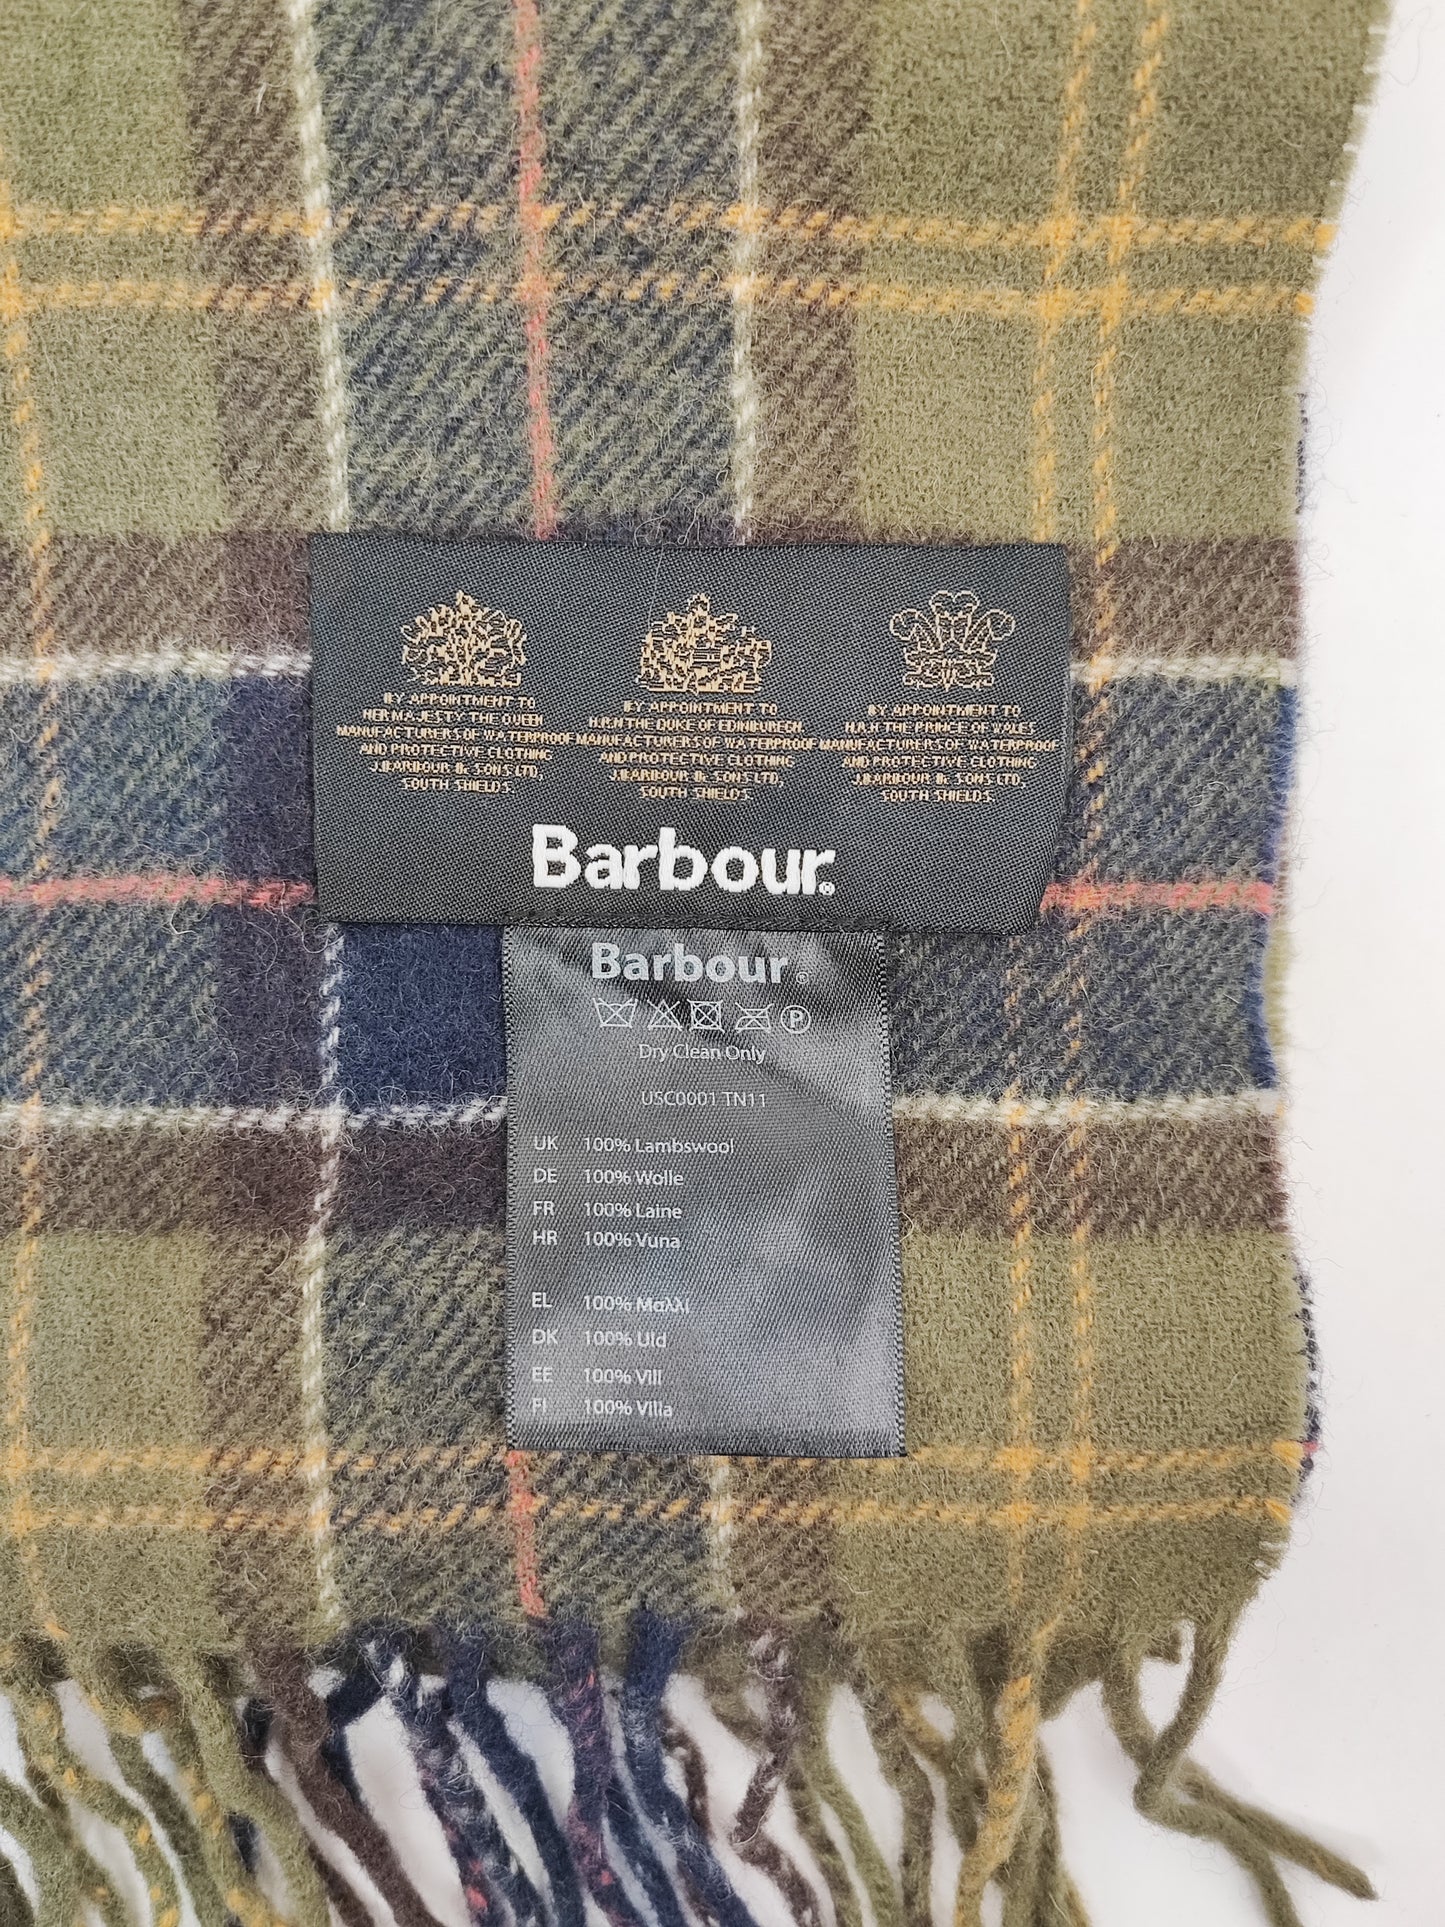 BY APPOINTMENT TO
HER MAJESTY THE QUEEN
MANUFACTURERS OF WATERPROOF
AND PROTECTIVE CLOTHING
J.BARBOUR & SONS LTD,
SOUTH SHIELDS.
BY APPOINTMENT TO
H.R.H THE DUKE OF EDINBURGH
MANUFACTURERS OF WATERPROOF
AND PROTECTIVE CLOTHING
J.BARBOUR & SONS LTD,
SOUTH SHIELDS.
BY APPOINTMENT TO
H.R.H THE PRINCE OF WALES
MANUFACTURERS OF WATERPROOF
AND PROTECTIVE CLOTHING
J.BARBOUR & SONS LTD,
SOUTH SHIELDS.
Barbour®
Barbour®
P
Dry Clean Only
USC0001 TN11
UK 100% Lambswool
DE 100% Wolle
FR 100% Laine
HR 100% Vuna
EL 100% Μαλλί
DK 100% Uld
EE 100% Vill
FI 100% Villa